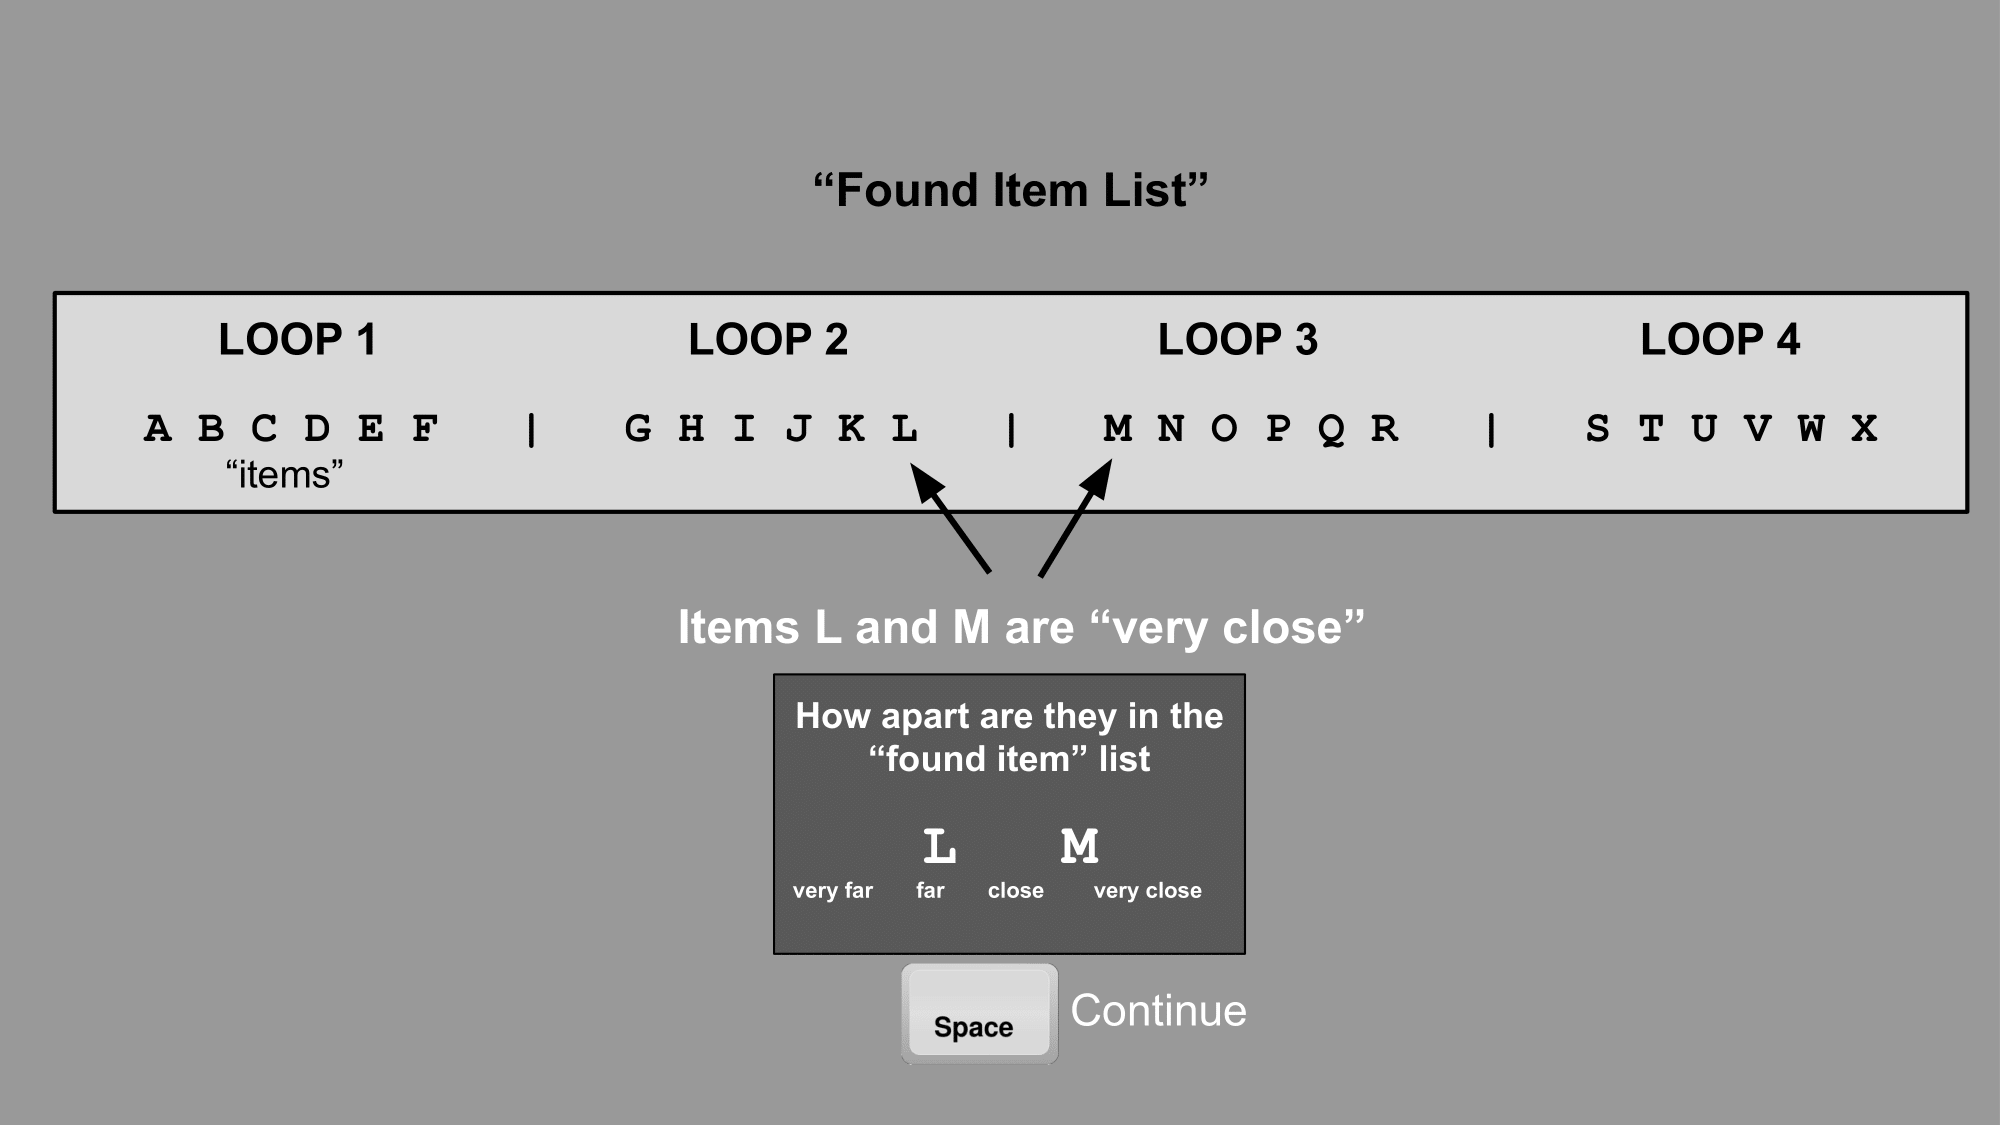 “Found Item List”
LOOP 1 LOOP 2 LOOP 3 LOOP 4
A B C D E F | G H I J K L | M N O P Q R | S T U V W X
“items”
Items L and M are “very close”
How apart are they in the
“found item” list
L M
very far far close very close
Space Continue